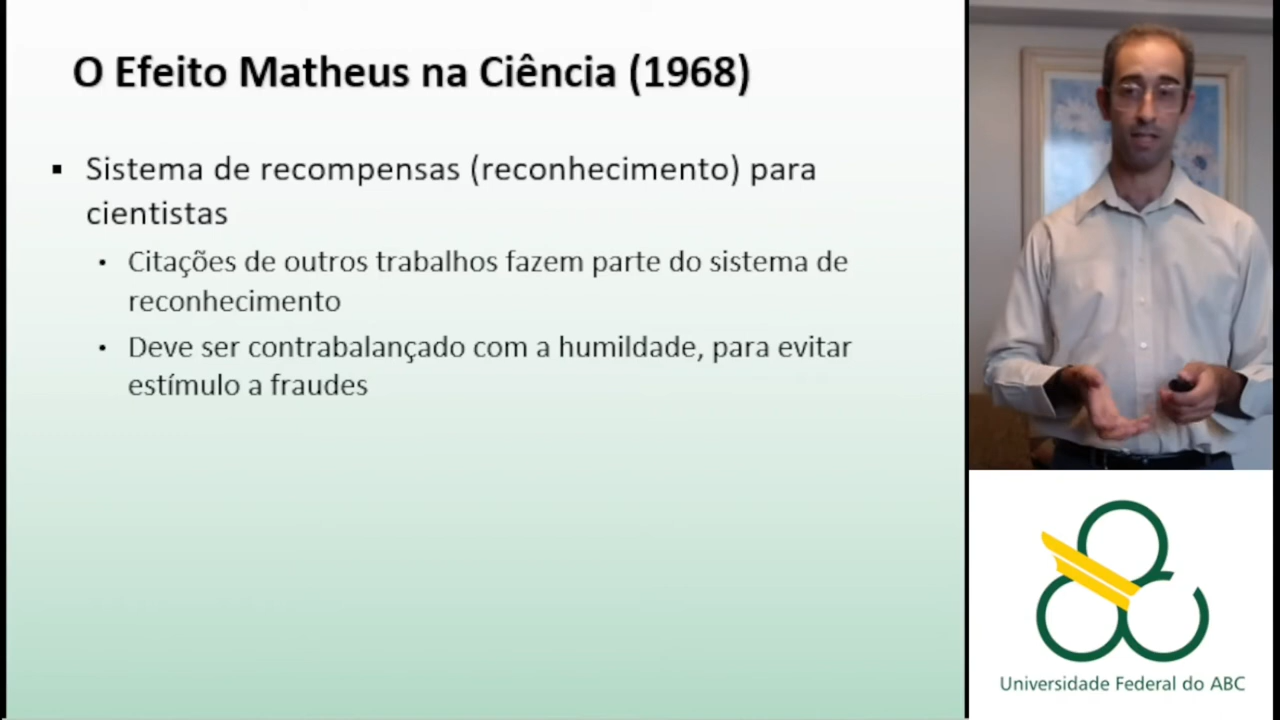 O Efeito Matheus na Ciência (1968)
▪ Sistema de recompensas (reconhecimento) para
cientistas
• Citações de outros trabalhos fazem parte do sistema de
reconhecimento
• Deve ser contrabalançado com a humildade, para evitar
estímulo a fraudes
Universidade Federal do ABC